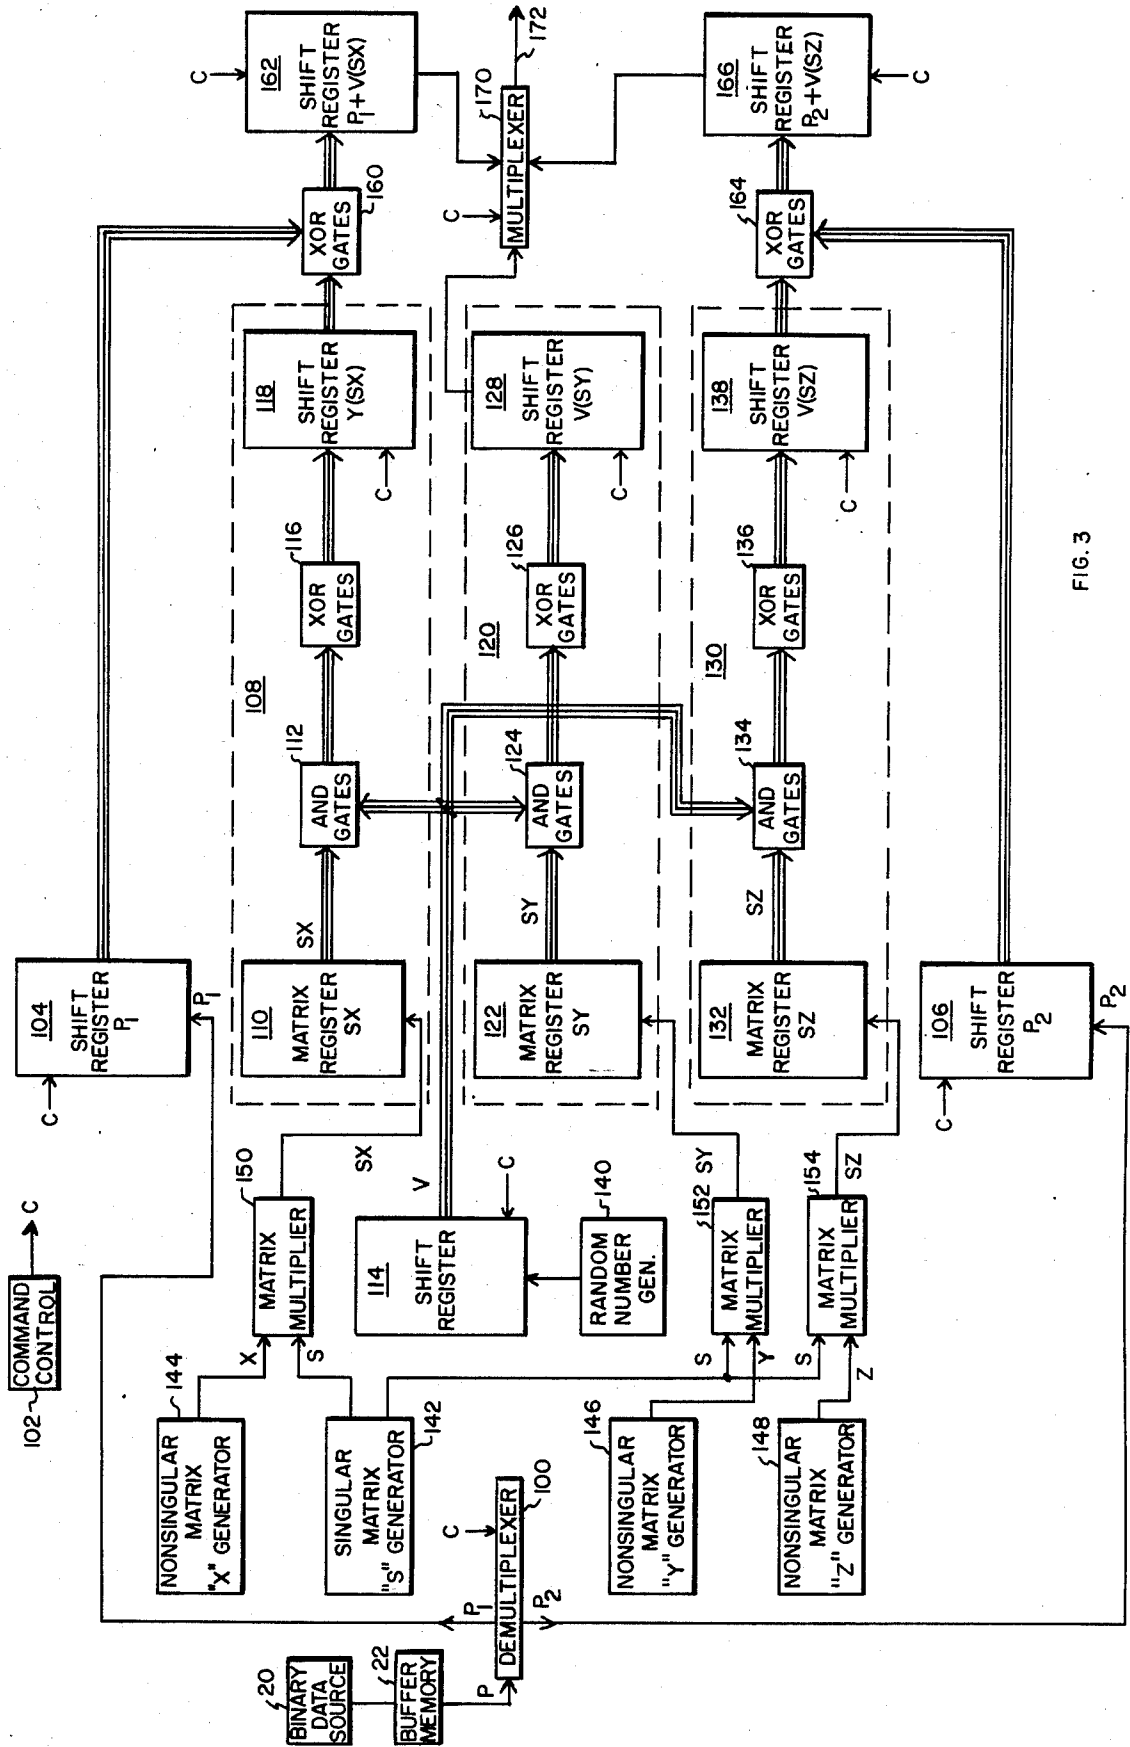 20
BINARY
DATA
SOURCE
22
BUFFER
MEMORY
P
DEMULTIPLEXER
100
C
P1
P2
102
COMMAND
CONTROL
C
144
NONSINGULAR
MATRIX
"X" GENERATOR
X
142
SINGULAR
MATRIX
"S" GENERATOR
S
146
NONSINGULAR
MATRIX
"Y" GENERATOR
S
Y
148
NONSINGULAR
MATRIX
"Z" GENERATOR
S
Z
150
MATRIX
MULTIPLIER
SX
114
SHIFT
REGISTER
V
C
140
RANDOM
NUMBER
GEN.
152
MATRIX
MULTIPLIER
SY
154
MATRIX
MULTIPLIER
SZ
C
104
SHIFT
REGISTER
P1
P1
108
110
MATRIX
REGISTER
SX
SX
112
AND
GATES
116
XOR
GATES
118
SHIFT
REGISTER
Y(SX)
C
120
122
MATRIX
REGISTER
SY
SY
124
AND
GATES
126
XOR
GATES
128
SHIFT
REGISTER
V(SY)
C
130
132
MATRIX
REGISTER
SZ
SZ
134
AND
GATES
136
XOR
GATES
138
SHIFT
REGISTER
V(SZ)
C
C
106
SHIFT
REGISTER
P2
P2
XOR
GATES
160
C
162
SHIFT
REGISTER
P1+V(SX)
C
MULTIPLEXER
170
172
164
XOR
GATES
166
SHIFT
REGISTER
P2+V(SZ)
C
FIG. 3